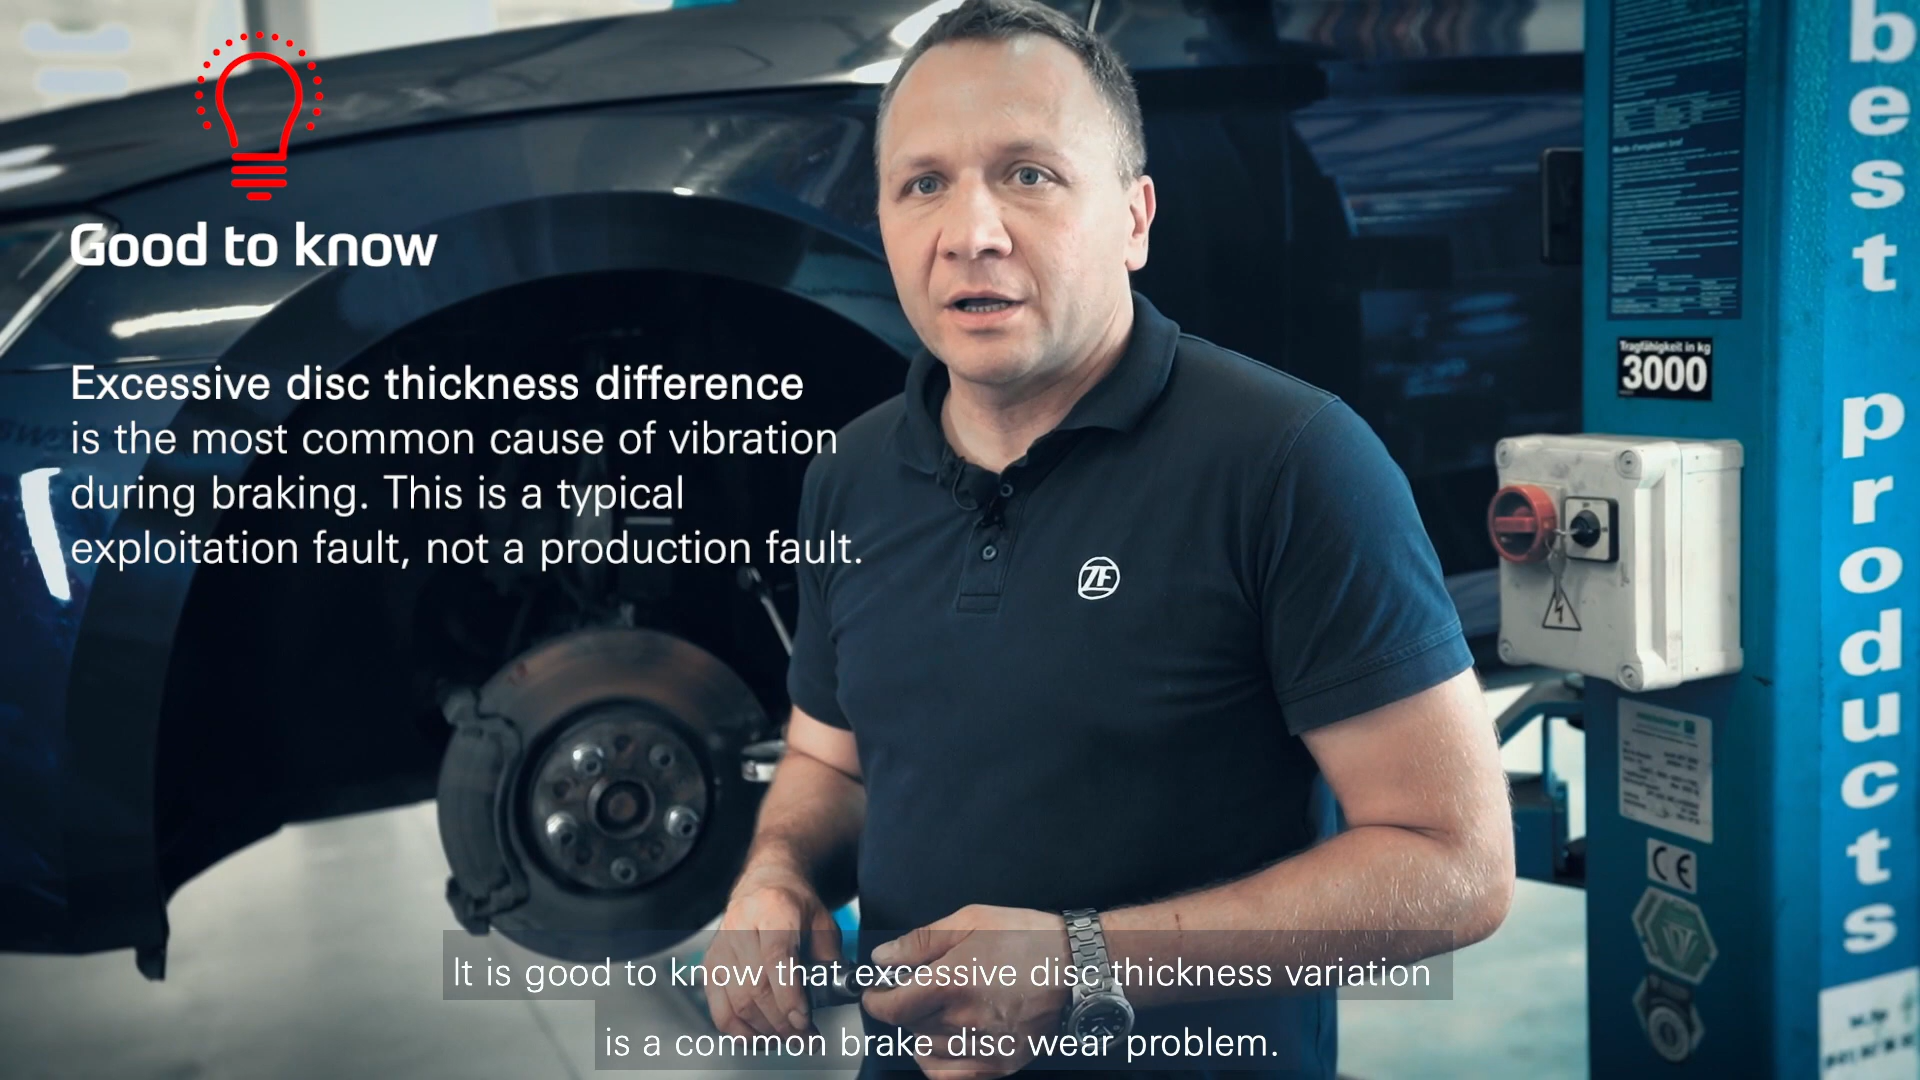 Good to know
Excessive disc thickness difference
is the most common cause of vibration
during braking. This is a typical
exploitation fault, not a production fault.
ZF
Tragfähigkeit in kg
3000
best products
CE
It is good to know that excessive disc thickness variation
is a common brake disc wear problem.